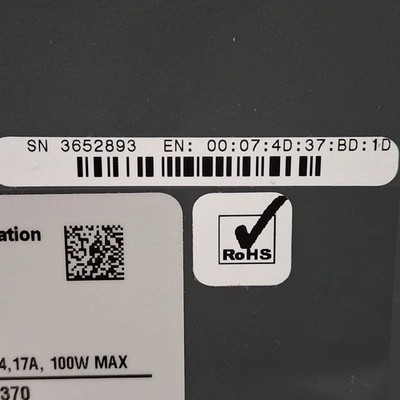 SN 3652893 EN: 00:07:4D:37:BD:1D
ation
RoHS
4,17A, 100W MAX
370